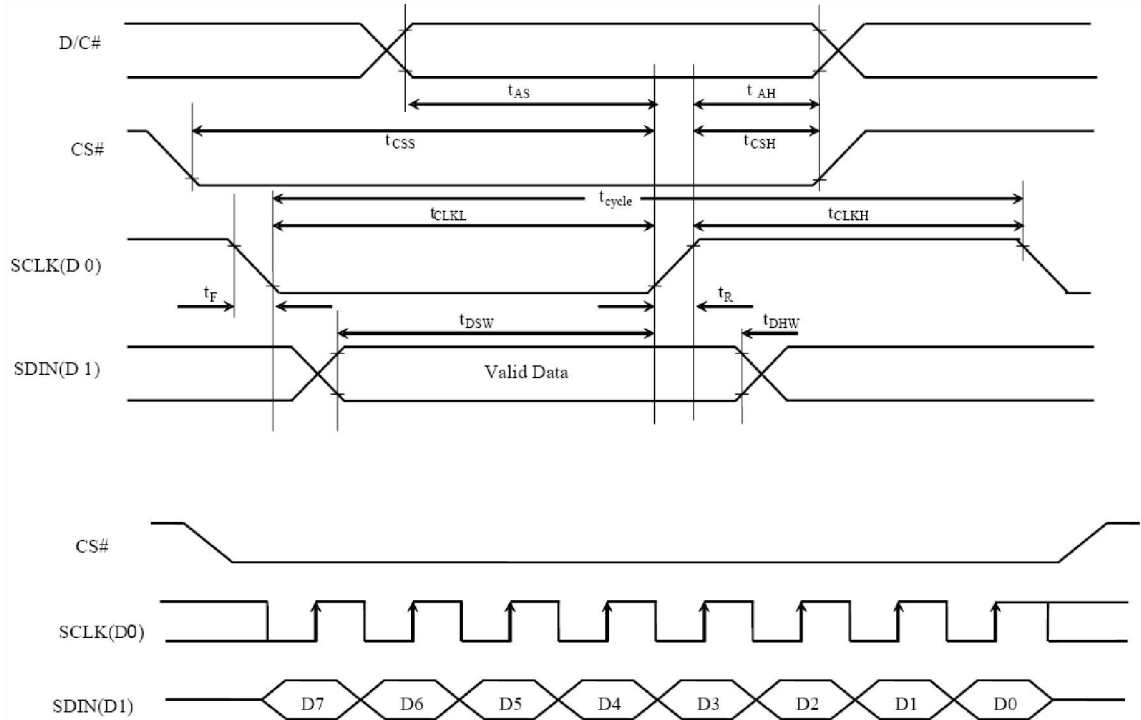 D/C#
tAS
t AH
CS#
tCSS
tCSH
tcycle
tCLKL
tCLKH
SCLK(D 0)
tF
tR
tDSW
tDHW
SDIN(D 1)
Valid Data
CS#
SCLK(D0)
SDIN(D1)
D7
D6
D5
D4
D3
D2
D1
D0